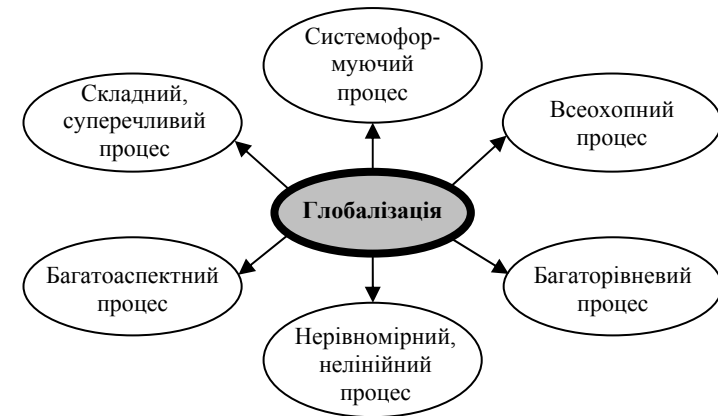 Системофор-
муючий
процес
Складний,
суперечливий
процес
Всеохопний
процес
Глобалізація
Багатоаспектний
процес
Багаторівневий
процес
Нерівномірний,
нелінійний
процес